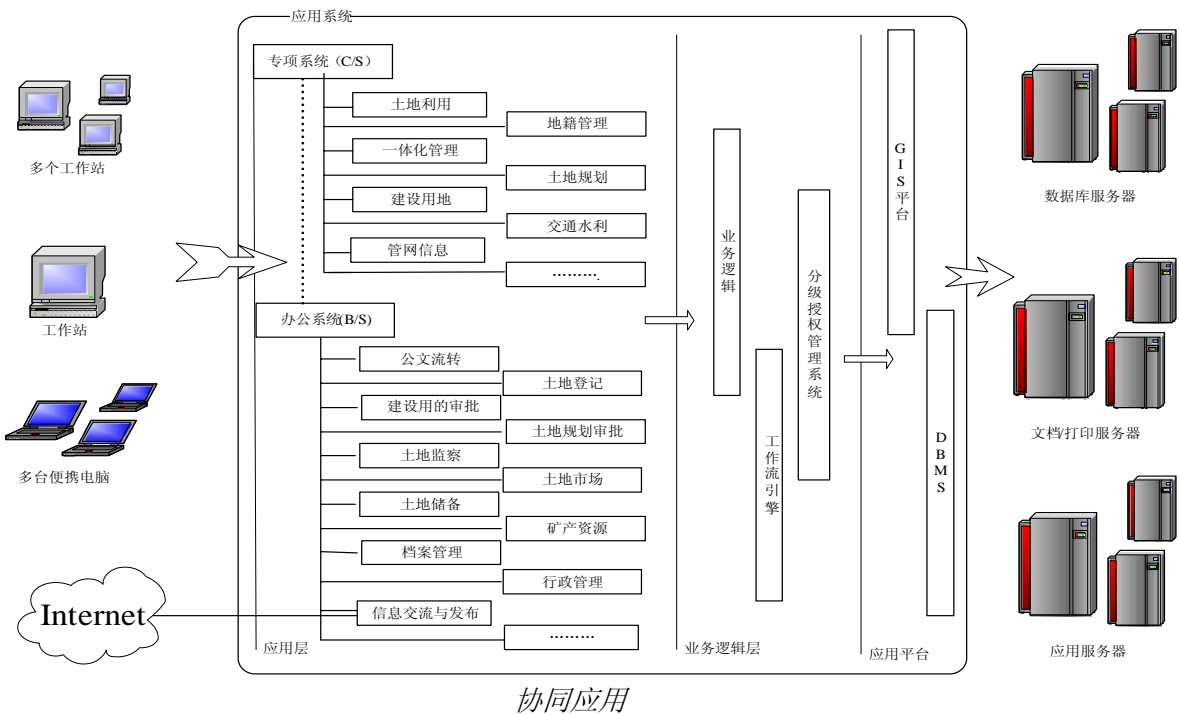 应用系统
专项系统（C/S）
土地利用
地籍管理
一体化管理
土地规划
建设用地
交通水利
管网信息
……….
办公系统(B/S)
公文流转
土地登记
建设用的审批
土地规划审批
土地监察
土地市场
土地储备
矿产资源
档案管理
行政管理
信息交流与发布
………
应用层
业务逻辑
工作流引擎
分级授权管理系统
业务逻辑层
GIS平台
DBMS
应用平台
多个工作站
工作站
多台便携电脑
Internet
数据库服务器
文档/打印服务器
应用服务器
协同应用